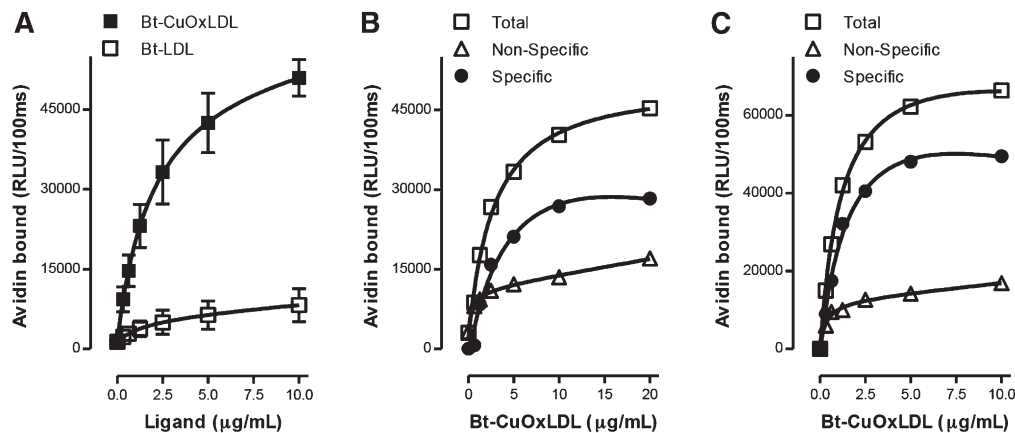 A
Bt-CuOxLDL
Bt-LDL
Avidin bound (RLU/100ms)
45000
30000
15000
0
0.0 2.5 5.0 7.5 10.0
Ligand (μg/mL)
B
Total
Non-Specific
Specific
Avidin bound (RLU/100ms)
45000
30000
15000
0
0 5 10 15 20
Bt-CuOxLDL (μg/mL)
C
Total
Non-Specific
Specific
Avidin bound (RLU/100ms)
60000
40000
20000
0
0.0 2.5 5.0 7.5 10.0
Bt-CuOxLDL (μg/mL)